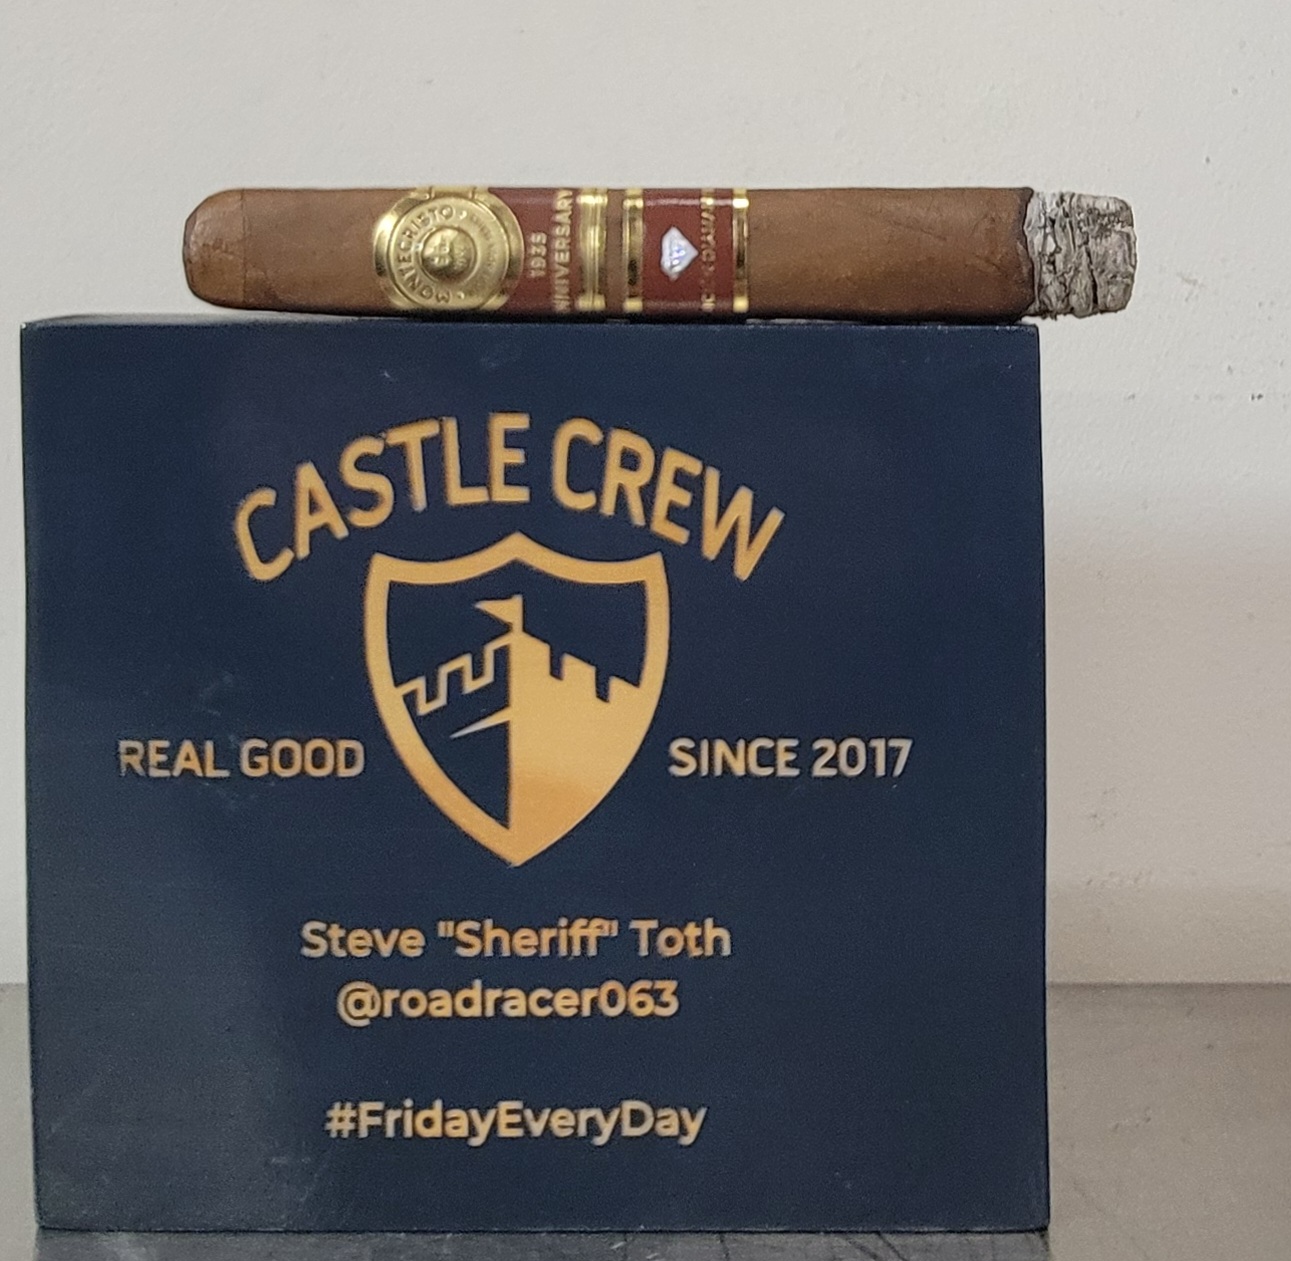 MONTECRISTO
1935
ANNIVERSARY
CASTLE CREW
REAL GOOD
SINCE 2017
Steve "Sheriff" Toth
@roadracer063
#FridayEveryDay